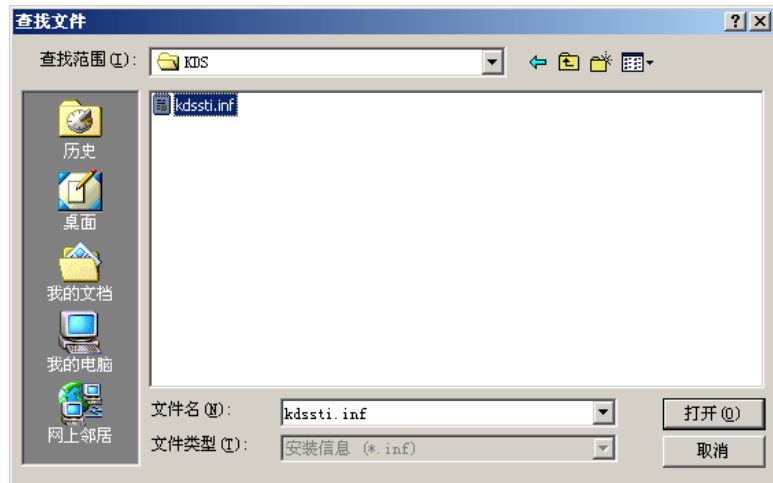 查找文件
查找范围(I):
KDS
kdssti.inf
历史
桌面
我的文档
我的电脑
网上邻居
文件名(N):
kdssti.inf
打开(O)
文件类型(T):
安装信息 (*.inf)
取消